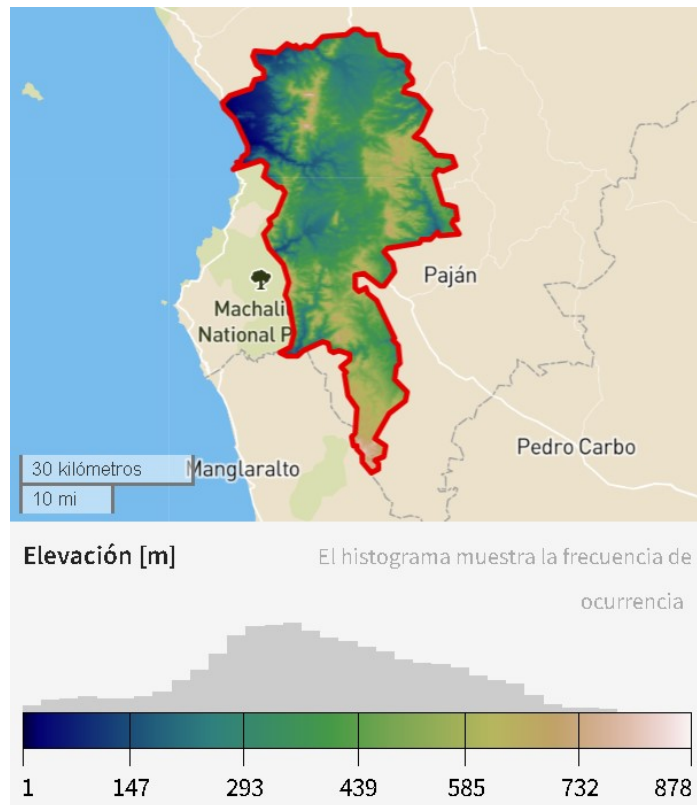 Paján
Machali
National P
Pedro Carbo
30 kilómetros
Manglaralto
10 mi
Elevación [m]
El histograma muestra la frecuencia de
ocurrencia
1 147 293 439 585 732 878